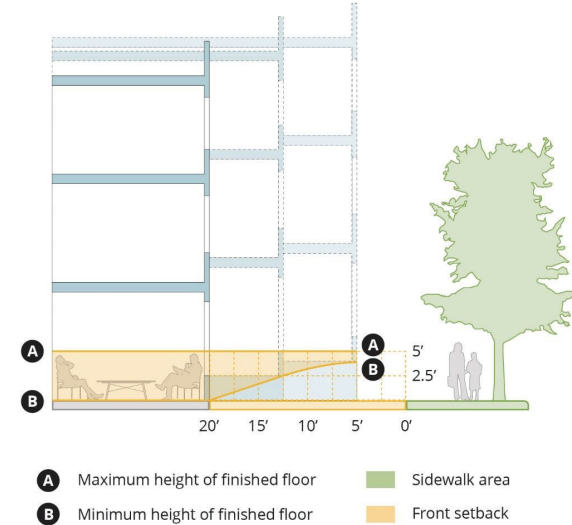 A
A
5'
B
2.5'
B
20' 15' 10' 5' 0'
A Maximum height of finished floor
Sidewalk area
B Minimum height of finished floor
Front setback